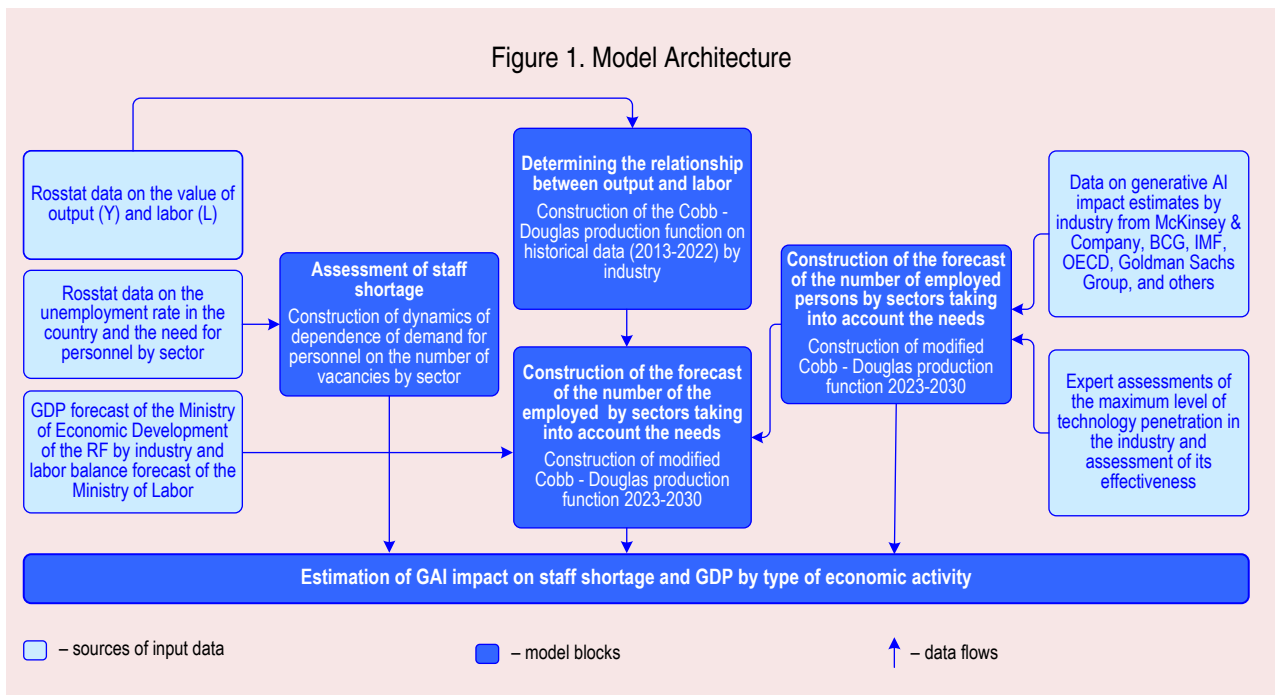 Figure 1. Model Architecture
Rosstat data on the value of
output (Y) and labor (L)
Rosstat data on the
unemployment rate in the
country and the need for
personnel by sector
GDP forecast of the Ministry
of Economic Development
of the RF by industry and
labor balance forecast of the
Ministry of Labor
Assessment of staff
shortage
Construction of dynamics of
dependence of demand for
personnel on the number of
vacancies by sector
Determining the relationship
between output and labor
Construction of the Cobb -
Douglas production function on
historical data (2013-2022) by
industry
Construction of the forecast
of the number of the
employed by sectors taking
into account the needs
Construction of modified
Cobb - Douglas production
function 2023-2030
Construction of the forecast
of the number of employed
persons by sectors taking
into account the needs
Construction of modified
Cobb - Douglas production
function 2023-2030
Data on generative AI
impact estimates by
industry from McKinsey &
Company, BCG, IMF,
OECD, Goldman Sachs
Group, and others
Expert assessments of
the maximum level of
technology penetration in
the industry and
assessment of its
effectiveness
Estimation of GAI impact on staff shortage and GDP by type of economic activity
– sources of input data
– model blocks
– data flows